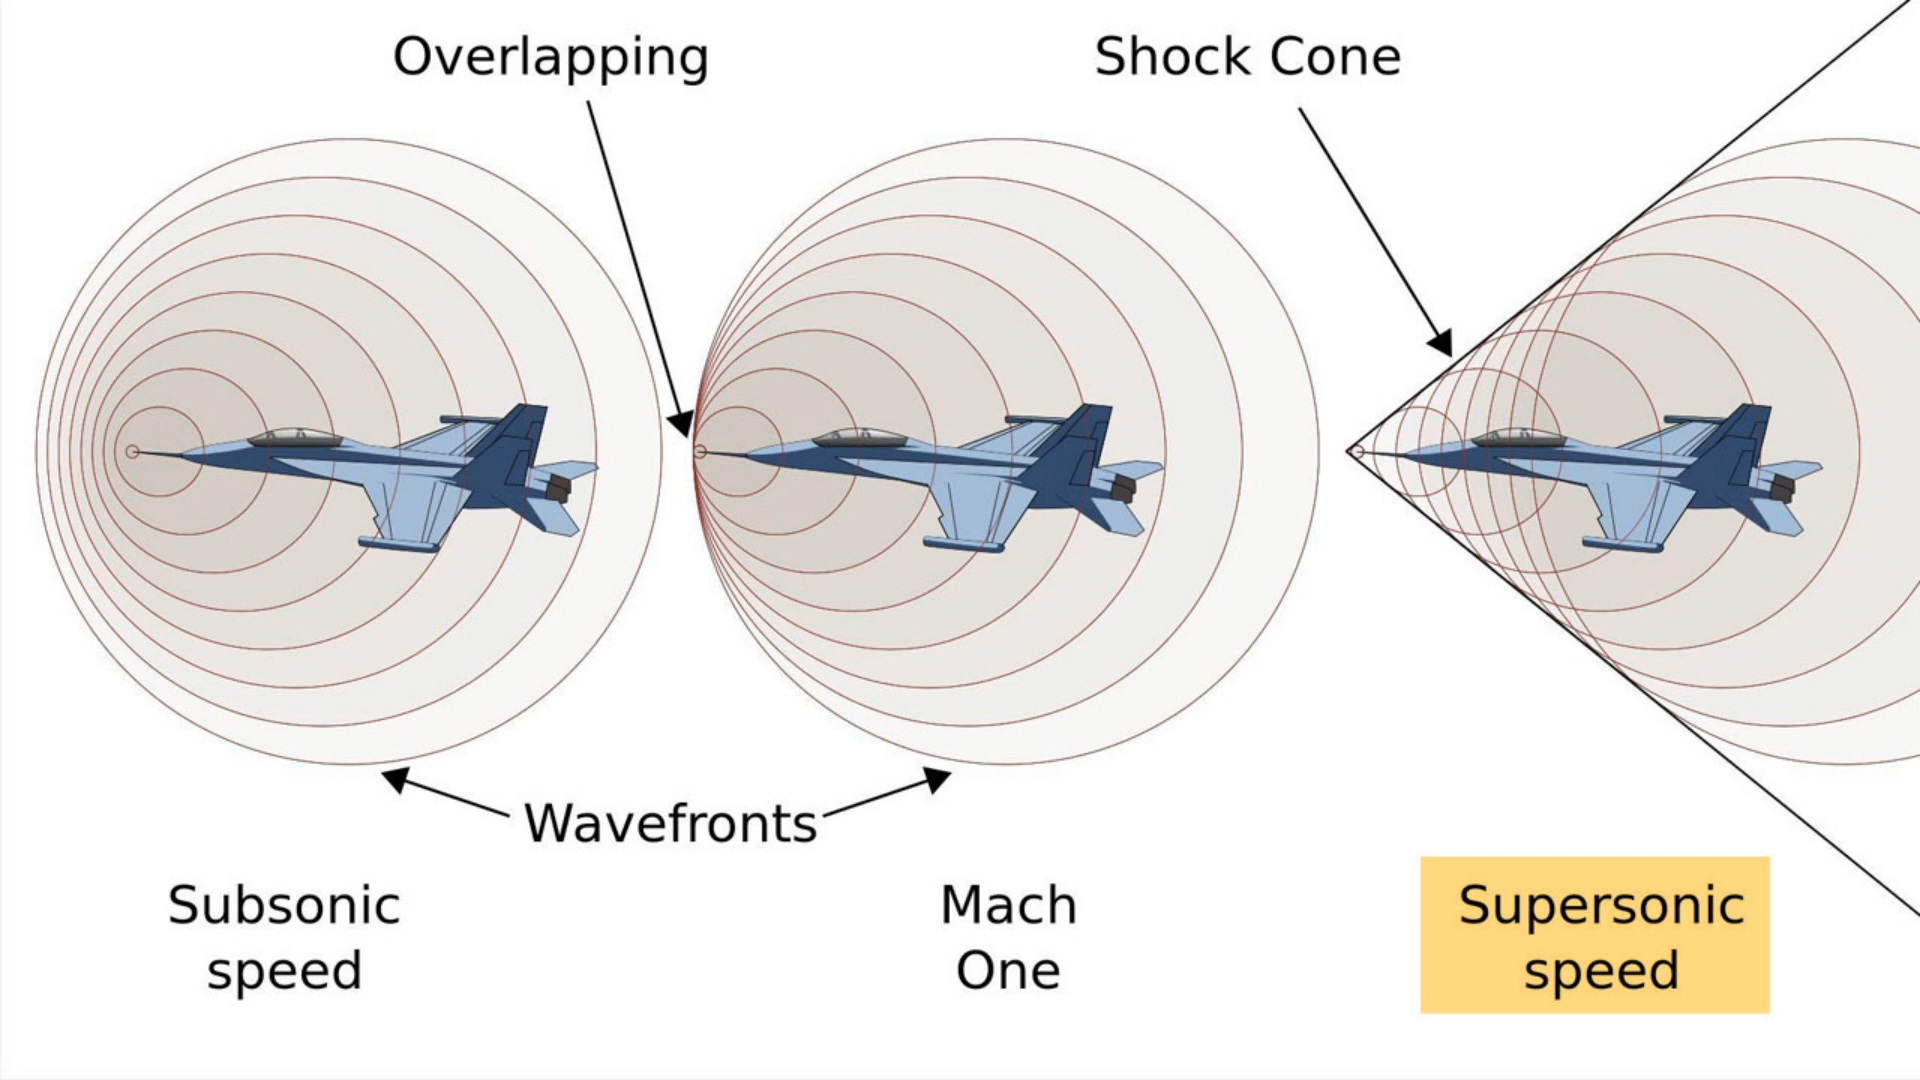 Overlapping
Shock Cone
Wavefronts
Subsonic
speed
Mach
One
Supersonic
speed